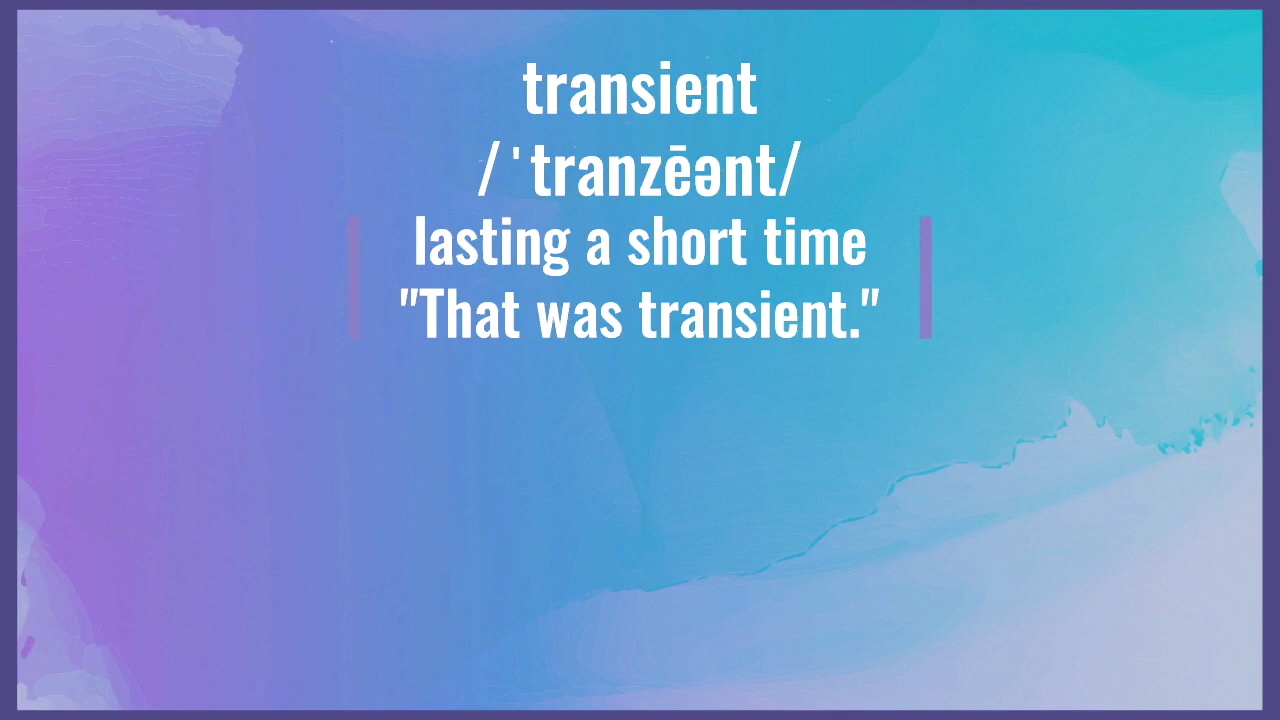 transient
/ˈtranzēənt/
lasting a short time
"That was transient."